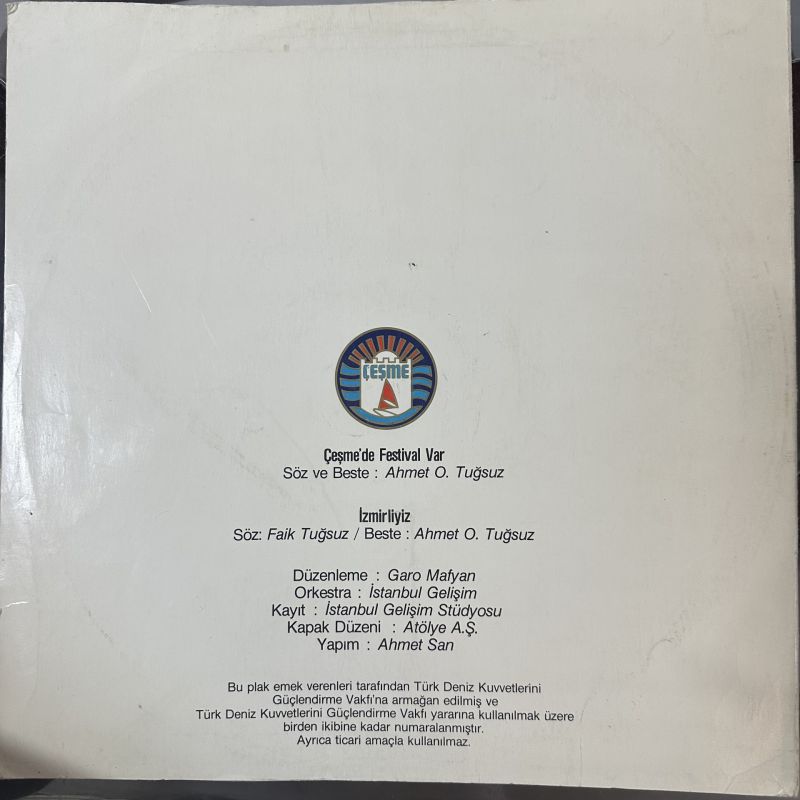 ÇEŞME
Çeşme'de Festival Var
Söz ve Beste : Ahmet O. Tuğsuz
İzmirliyiz
Söz: Faik Tuğsuz / Beste : Ahmet O. Tuğsuz
Düzenleme : Garo Mafyan
Orkestra : İstanbul Gelişim
Kayıt : İstanbul Gelişim Stüdyosu
Kapak Düzeni : Atölye A.Ş.
Yapım : Ahmet San
Bu plak emek verenleri tarafından Türk Deniz Kuvvetlerini
Güçlendirme Vakfı'na armağan edilmiş ve
Türk Deniz Kuvvetlerini Güçlendirme Vakfı yararına kullanılmak üzere
birden ikibine kadar numaralanmıştır.
Ayrıca ticari amaçla kullanılmaz.